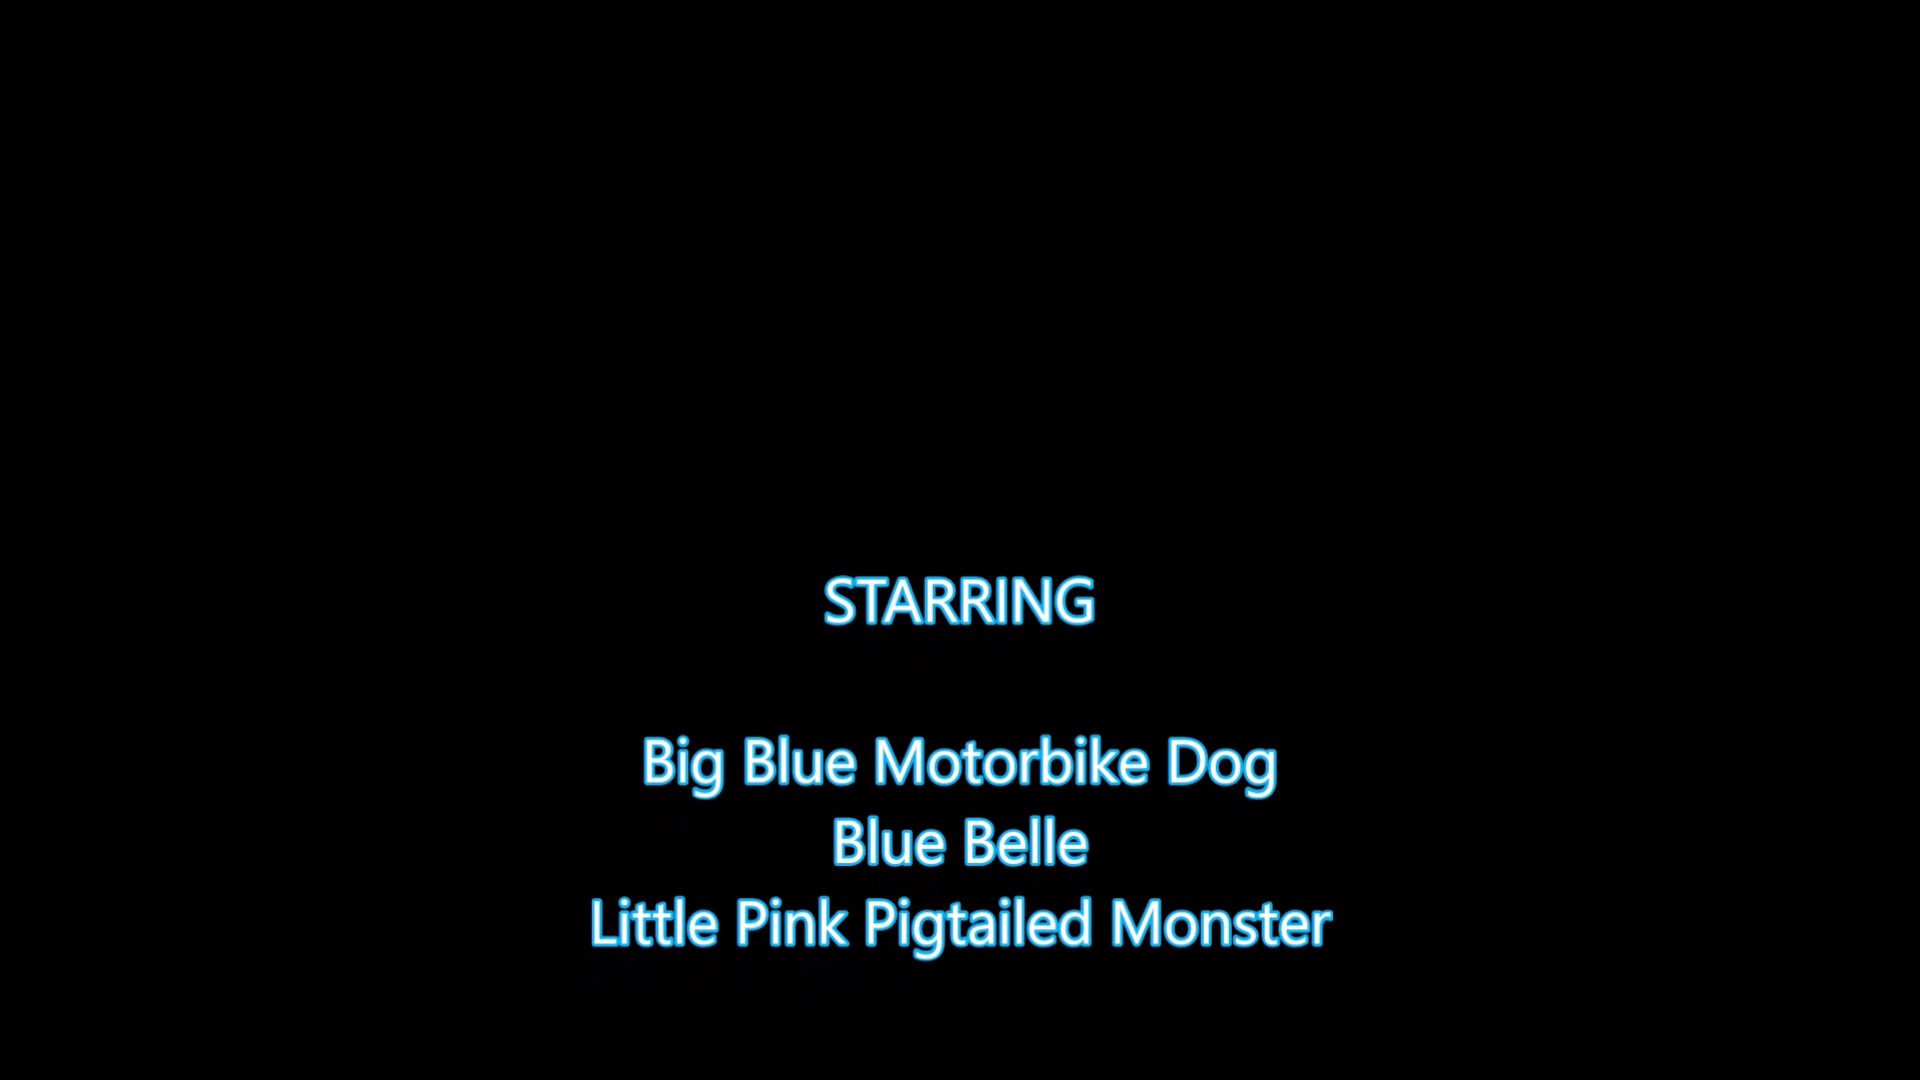 STARRING
Big Blue Motorbike Dog
Blue Belle
Little Pink Pigtailed Monster